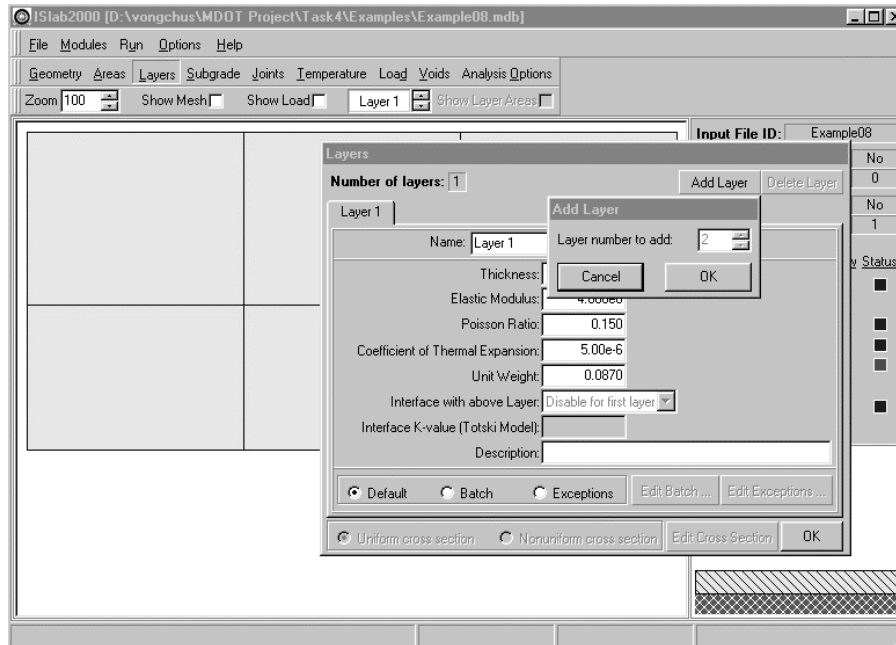 ISlab2000 [D:\vongchus\MDOT Project\Task4\Examples\Example08.mdb]
File Modules Run Options Help
Geometry Areas Layers Subgrade Joints Temperature Load Voids Analysis Options
Zoom 100 Show Mesh Show Load Layer 1 Show Layer Areas
Input File ID: Example08
No
0
No
1
Status
Layers
Number of layers: 1 Add Layer Delete Layer
Layer 1
Name: Layer 1
Thickness:
Elastic Modulus: 4.000e6
Poisson Ratio: 0.150
Coefficient of Thermal Expansion: 5.00e-6
Unit Weight: 0.0870
Interface with above Layer: Disable for first layer
Interface K-value (Totski Model):
Description:
Default Batch Exceptions Edit Batch ... Edit Exceptions ...
Uniform cross section Nonuniform cross section Edit Cross Section OK
Add Layer
Layer number to add: 2
Cancel OK